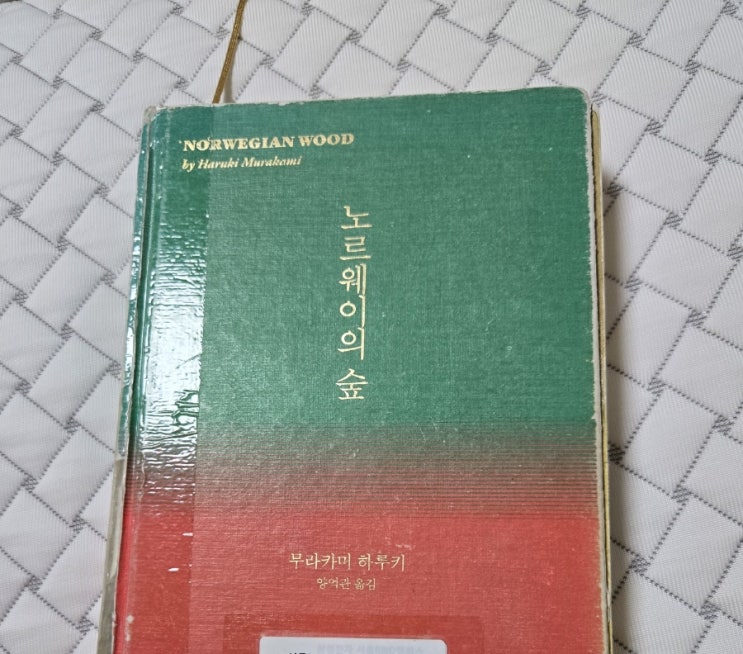 NORWEGIAN WOOD
by Haruki Murakami
노르웨이의 숲
무라카미 하루키
양억관 옮김